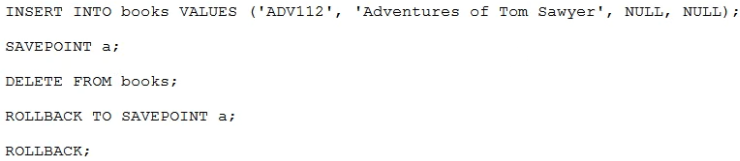 INSERT INTO books VALUES ('ADV112', 'Adventures of Tom Sawyer', NULL, NULL);
SAVEPOINT a;
DELETE FROM books;
ROLLBACK TO SAVEPOINT a;
ROLLBACK;